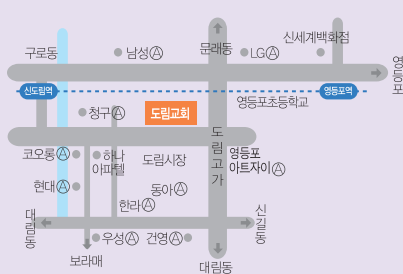 신세계백화점
구로동
남성Ⓐ
문래동
LGⒶ
영등포
신도림역
영등포역
영등포초등학교
청구Ⓐ
도림교회
도림고가
코오롱Ⓐ
하나
아파텔
도림시장
영등포
아트자이Ⓐ
현대Ⓐ
동아Ⓐ
한라Ⓐ
대림동
신길동
우성Ⓐ
건영Ⓐ
보라매
대림동